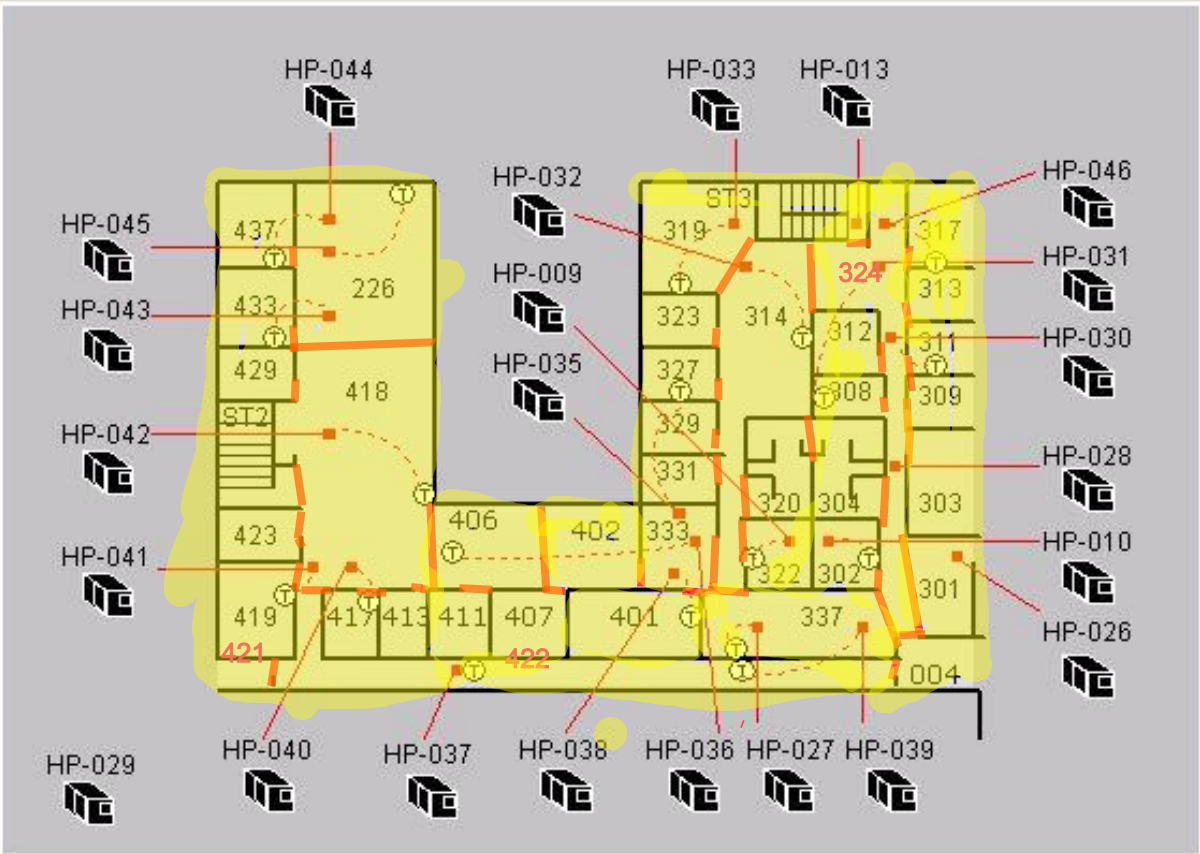 HP-044
HP-033
HP-013
HP-032
HP-046
HP-045
437
T
ST3
319
317
T
T
T
HP-009
HP-031
324
226
T
313
HP-043
433
T
323
314
T
312
HP-030
311
HP-035
429
327
T
T
418
T
308
309
ST2
329
HP-042
HP-028
331
T
320
304
303
406
402
333
423
HP-010
T
T
T
322
302
HP-041
301
T
T
419
417
413
411
407
401
T
337
HP-026
421
422
T
T
T
004
HP-040
HP-037
HP-038
HP-036
HP-027
HP-039
HP-029